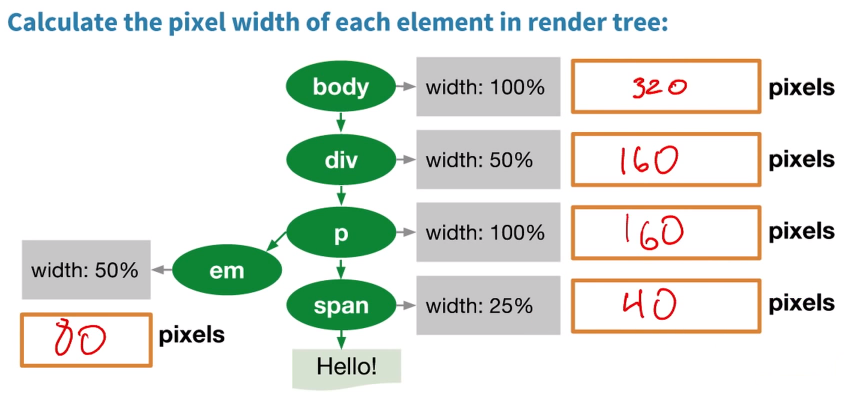 Calculate the pixel width of each element in render tree:
body width: 100% 320 pixels
div width: 50% 160 pixels
p width: 100% 160 pixels
width: 50% em
span width: 25% 40 pixels
80 pixels
Hello!